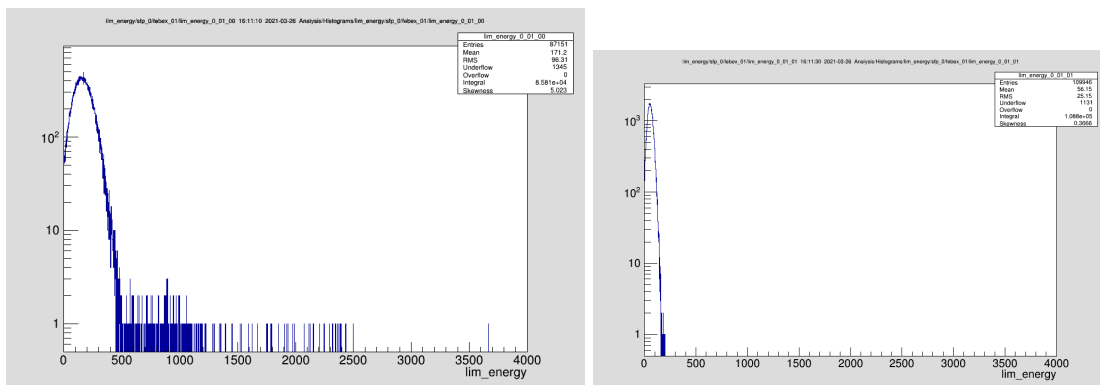 lim_energy/sfp_0/febex_01/lim_energy_0_01_00 16:11:10 2021-03-26 Analysis/Histograms/lim_energy/sfp_0/febex_01/lim_energy_0_01_00
lim_energy_0_01_00
Entries 87151
Mean 171.2
RMS 96.31
Underflow 1345
Overflow 0
Integral 8.581e+04
Skewness 5.023
10²
10
1
0 500 1000 1500 2000 2500 3000 3500 4000
lim_energy
lim_energy/sfp_0/febex_01/lim_energy_0_01_01 16:11:30 2021-03-26 Analysis/Histograms/lim_energy/sfp_0/febex_01/lim_energy_0_01_01
lim_energy_0_01_01
Entries 109946
Mean 56.15
RMS 25.15
Underflow 1131
Overflow 0
Integral 1.088e+05
Skewness 0.3666
10³
10²
10
1
0 500 1000 1500 2000 2500 3000 3500 4000
lim_energy